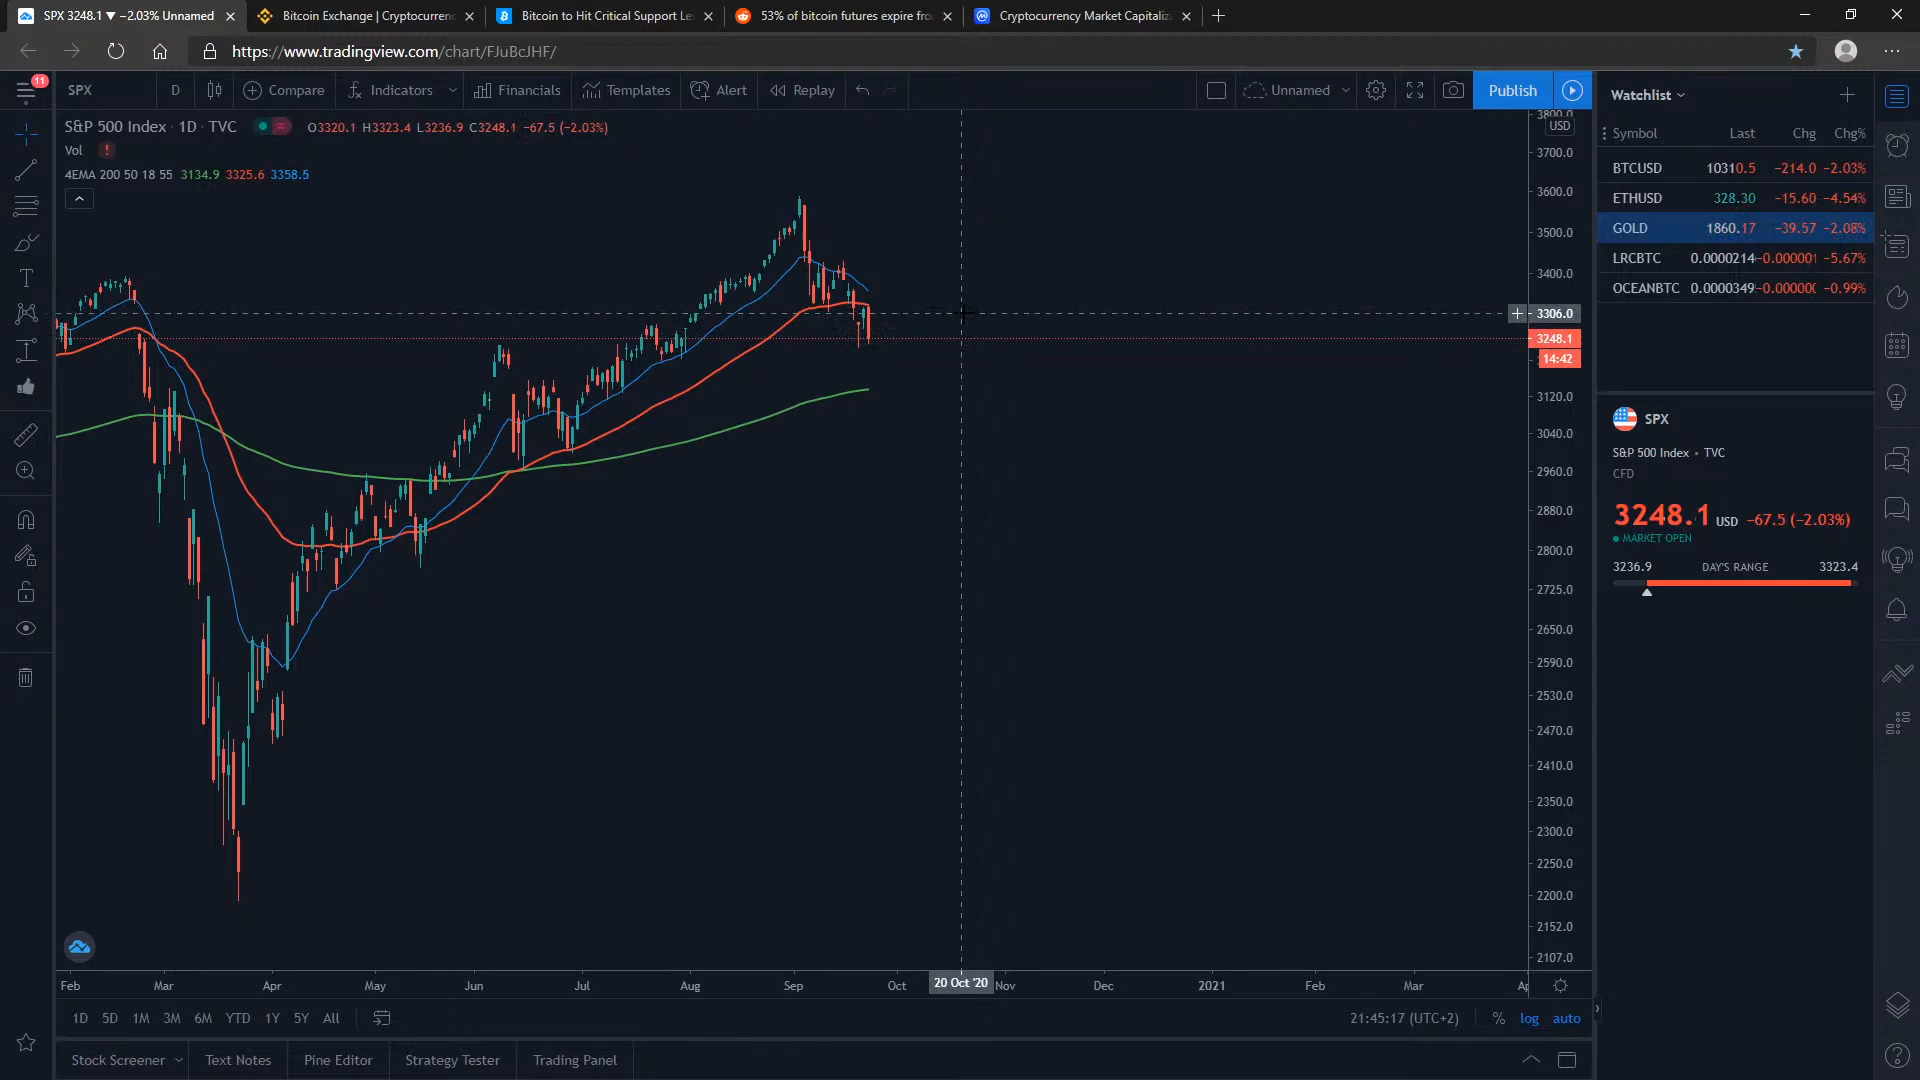 SPX 3248.1 ▼ −2.03% Unnamed
Bitcoin Exchange | Cryptocurrenc
Bitcoin to Hit Critical Support Le
53% of bitcoin futures expire fro
Cryptocurrency Market Capitaliz
https://www.tradingview.com/chart/FJuBcJHF/
11
SPX D Compare Indicators Financials Templates Alert Replay Unnamed Publish
S&P 500 Index · 1D · TVC O3320.1 H3323.4 L3236.9 C3248.1 −67.5 (−2.03%)
Vol !
4EMA 200 50 18 55 3134.9 3325.6 3358.5
3800.0
USD
3700.0
3600.0
3500.0
3400.0
3306.0
3248.1
14:42
3120.0
3040.0
2960.0
2880.0
2800.0
2725.0
2650.0
2590.0
2530.0
2470.0
2410.0
2350.0
2300.0
2250.0
2200.0
2152.0
2107.0
Feb Mar Apr May Jun Jul Aug Sep Oct 20 Oct '20 Nov Dec 2021 Feb Mar Ap
1D 5D 1M 3M 6M YTD 1Y 5Y All 21:45:17 (UTC+2) % log auto
Stock Screener Text Notes Pine Editor Strategy Tester Trading Panel
Watchlist
Symbol Last Chg Chg%
BTCUSD 10310.5 −214.0 −2.03%
ETHUSD 328.30 −15.60 −4.54%
GOLD 1860.17 −39.57 −2.08%
LRCBTC 0.0000214 −0.000001 −5.67%
OCEANBTC 0.0000349 −0.000000 −0.99%
SPX
S&P 500 Index • TVC
CFD
3248.1 USD −67.5 (−2.03%)
MARKET OPEN
3236.9 DAY'S RANGE 3323.4